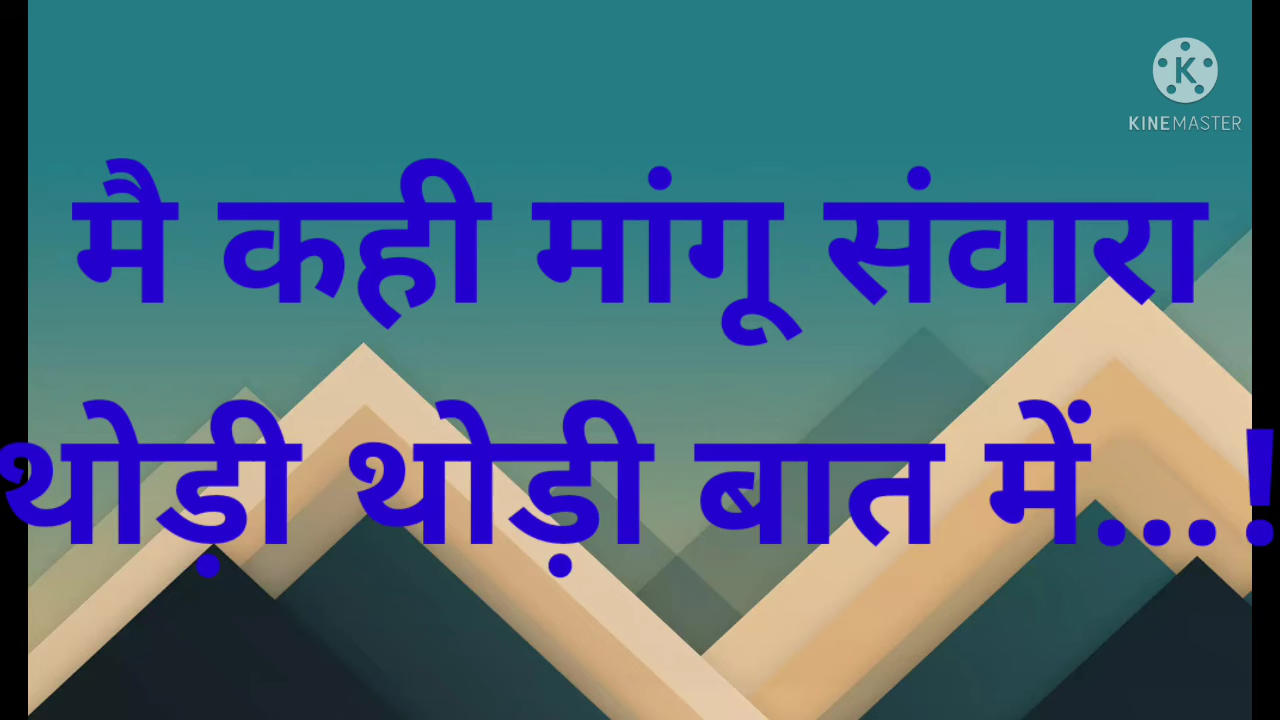 KINEMASTER
मै कही मांगू संवारा
थोड़ी थोड़ी बात में...!